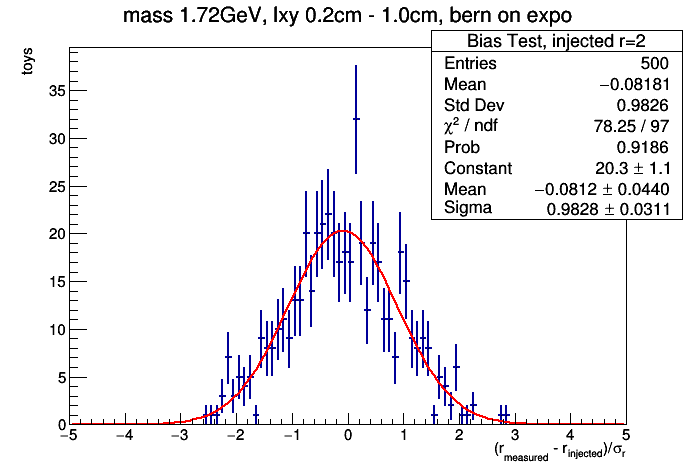 mass 1.72GeV, lxy 0.2cm - 1.0cm, bern on expo
toys
Bias Test, injected r=2
Entries 500
Mean −0.08181
Std Dev 0.9826
χ² / ndf 78.25 / 97
Prob 0.9186
Constant 20.3 ± 1.1
Mean −0.0812 ± 0.0440
Sigma 0.9828 ± 0.0311
35
30
25
20
15
10
5
0
−5 −4 −3 −2 −1 0 1 2 3 4 5
(r_measured - r_injected)/σ_r